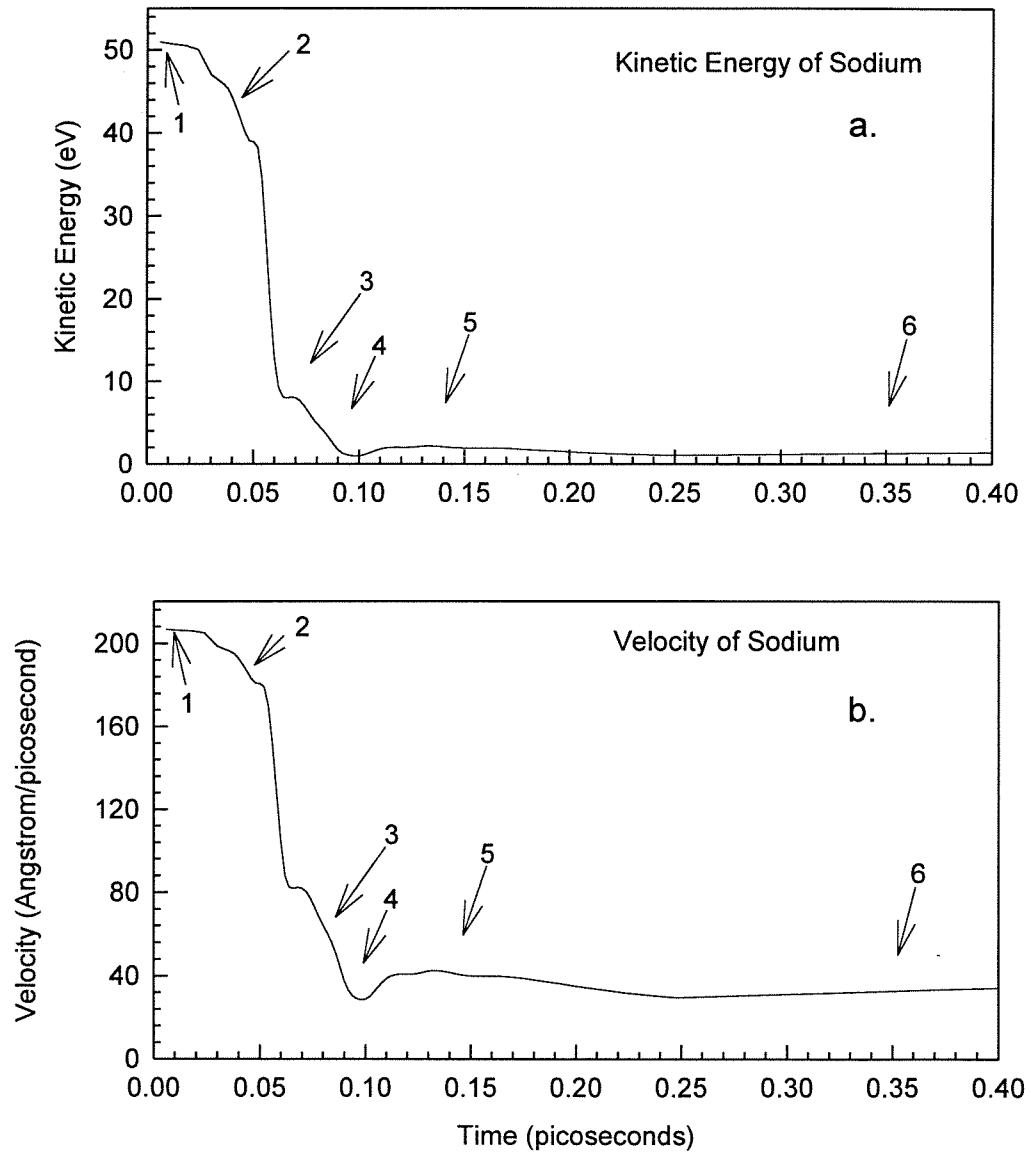 Kinetic Energy of Sodium
a.
Kinetic Energy (eV)
50
40
30
20
10
0
1
2
3
4
5
6
0.00 0.05 0.10 0.15 0.20 0.25 0.30 0.35 0.40
Velocity of Sodium
b.
Velocity (Angstrom/picosecond)
200
160
120
80
40
0
1
2
3
4
5
6
0.00 0.05 0.10 0.15 0.20 0.25 0.30 0.35 0.40
Time (picoseconds)